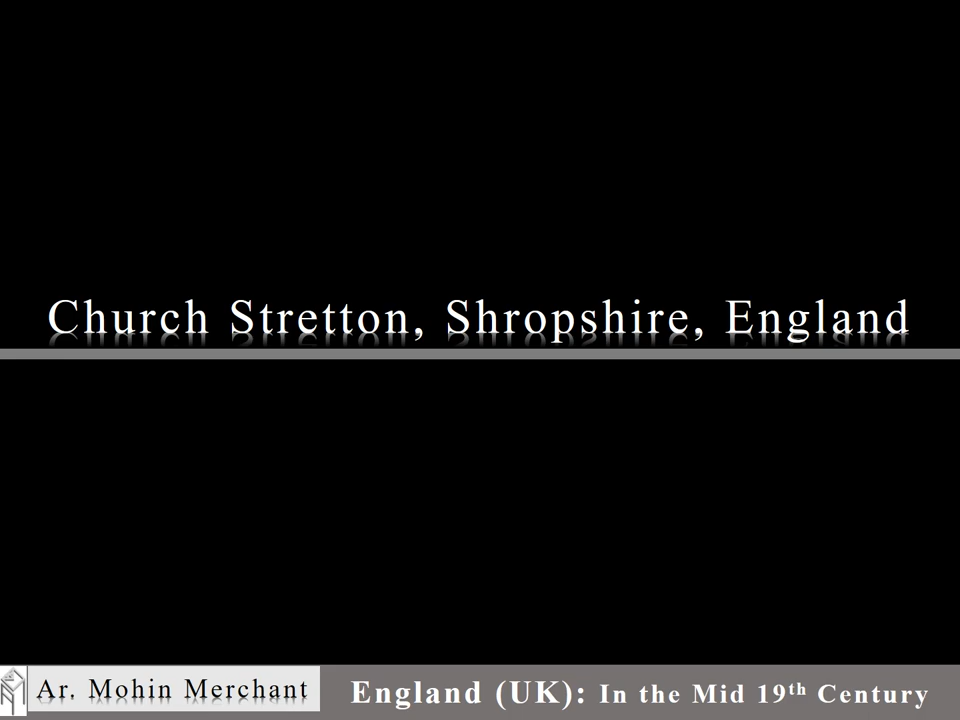 Church Stretton, Shropshire, England
Ar. Mohin Merchant
England (UK): In the Mid 19th Century